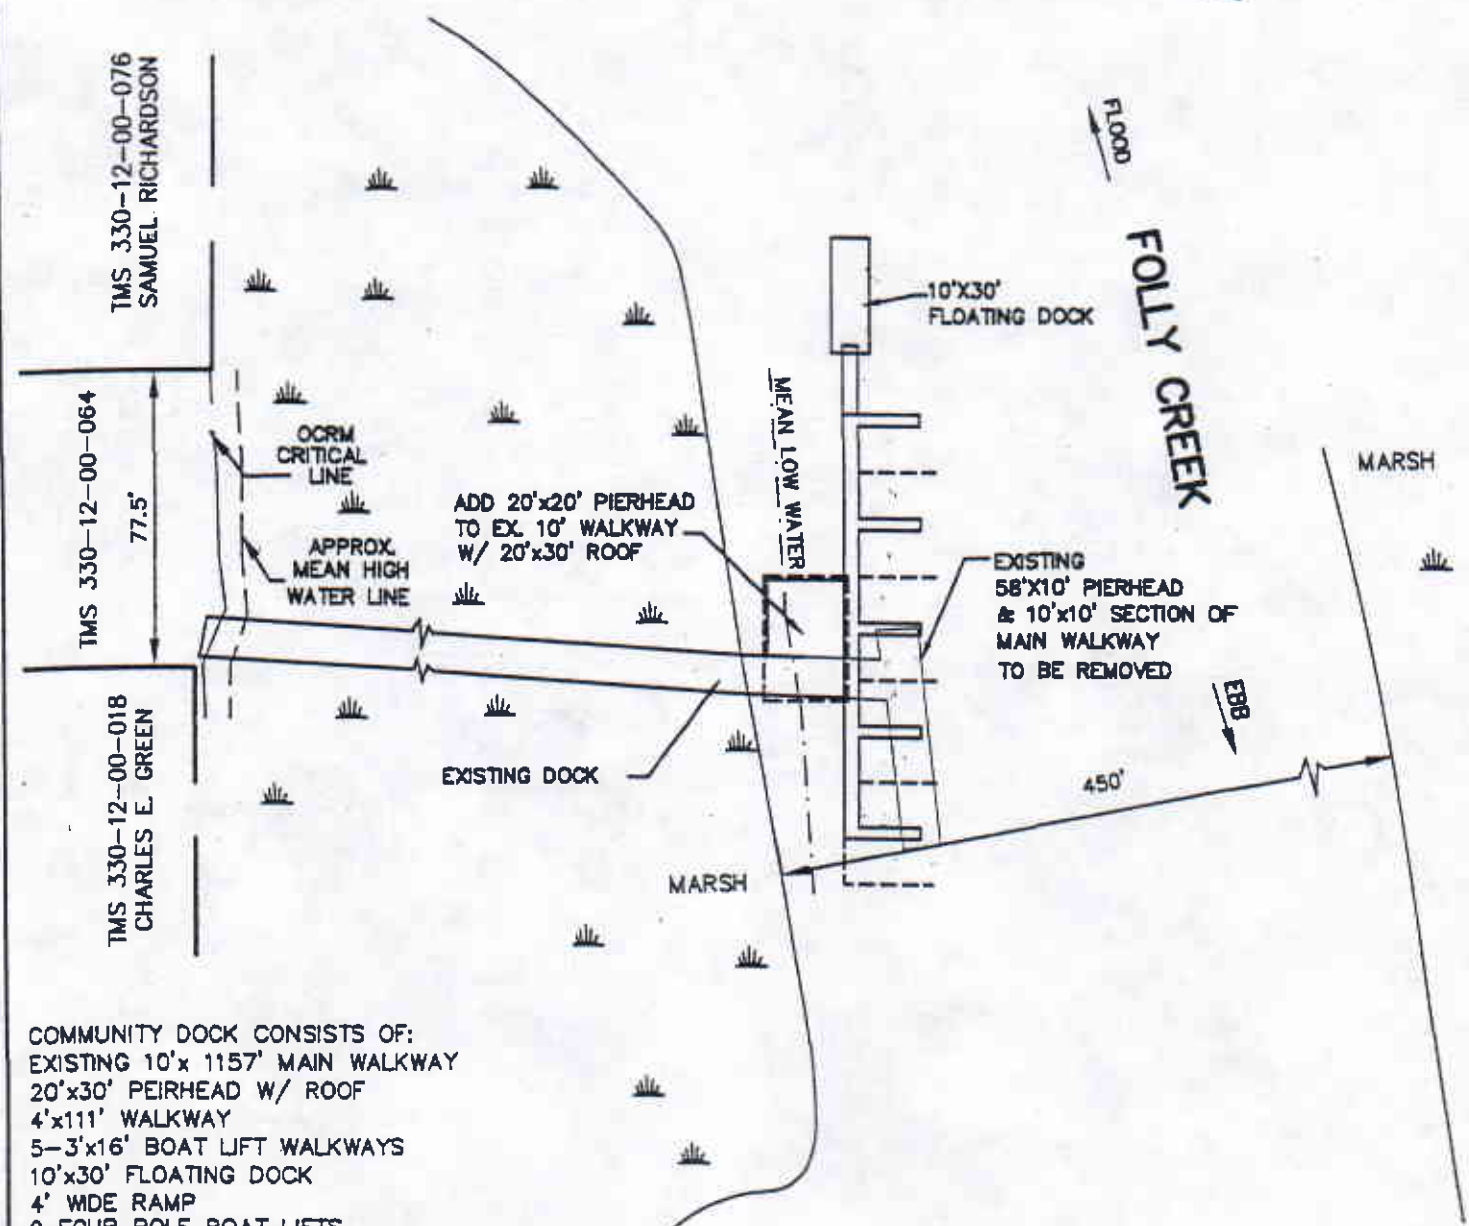 TMS 330-12-00-076
SAMUEL RICHARDSON
FLOOD
FOLLY CREEK
10'X30'
FLOATING DOCK
MEAN LOW WATER
MARSH
TMS 330-12-00-064
77.5'
OCRM
CRITICAL
LINE
ADD 20'x20' PIERHEAD
TO EX. 10' WALKWAY
W/ 20'x30' ROOF
APPROX.
MEAN HIGH
WATER LINE
EXISTING
58'X10' PIERHEAD
& 10'x10' SECTION OF
MAIN WALKWAY
TO BE REMOVED
EBB
TMS 330-12-00-018
CHARLES E. GREEN
EXISTING DOCK
450'
MARSH
COMMUNITY DOCK CONSISTS OF:
EXISTING 10'x 1157' MAIN WALKWAY
20'x30' PEIRHEAD W/ ROOF
4'x111' WALKWAY
5-3'x16' BOAT LIFT WALKWAYS
10'x30' FLOATING DOCK
4' WIDE RAMP
FOUR POLE BOAT LIFTS